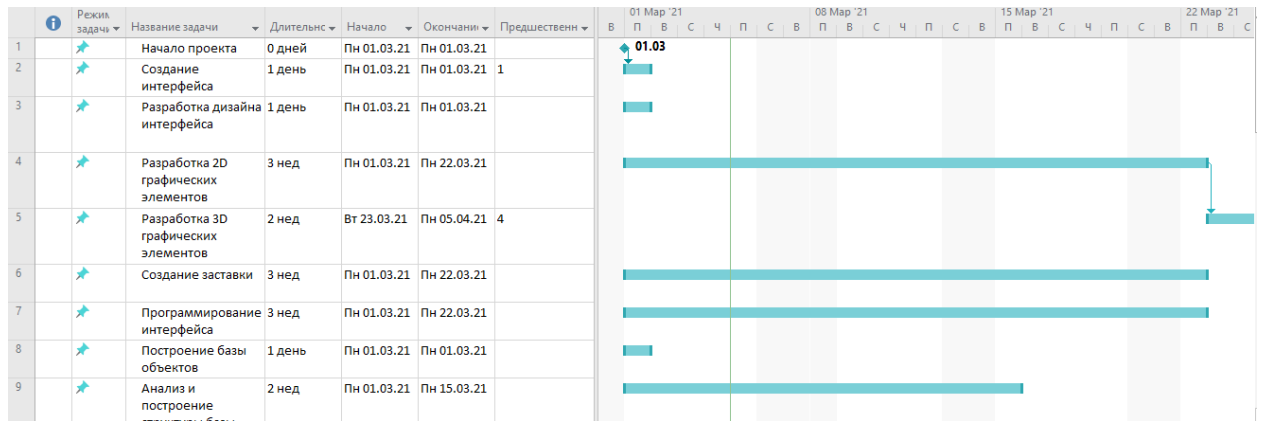 Режим задачи Название задачи Длительнс Начало Окончани Предшественн
01 Мар '21 08 Мар '21 15 Мар '21 22 Мар '21
В П В С Ч П С В П В С Ч П С В П В С Ч П С В П В С
1 Начало проекта 0 дней Пн 01.03.21 Пн 01.03.21
01.03
2 Создание 1 день Пн 01.03.21 Пн 01.03.21 1
интерфейса
3 Разработка дизайна 1 день Пн 01.03.21 Пн 01.03.21
интерфейса
4 Разработка 2D 3 нед Пн 01.03.21 Пн 22.03.21
графических
элементов
5 Разработка 3D 2 нед Вт 23.03.21 Пн 05.04.21 4
графических
элементов
6 Создание заставки 3 нед Пн 01.03.21 Пн 22.03.21
7 Программирование 3 нед Пн 01.03.21 Пн 22.03.21
интерфейса
8 Построение базы 1 день Пн 01.03.21 Пн 01.03.21
объектов
9 Анализ и 2 нед Пн 01.03.21 Пн 15.03.21
построение